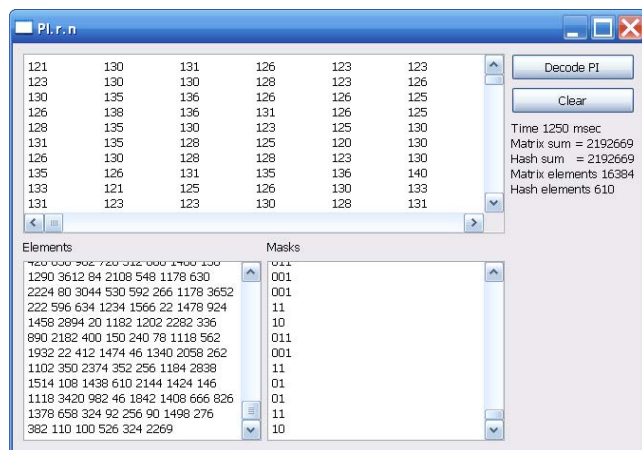 PI.r.n
121 130 131 126 123 123
123 130 130 128 123 126
130 135 136 126 126 125
126 138 136 131 126 125
128 135 130 123 125 130
131 135 128 125 120 130
126 130 128 128 123 130
135 126 131 135 136 140
133 121 125 126 130 133
131 123 123 130 128 131
Decode PI
Clear
Time 1250 msec
Matrix sum = 2192669
Hash sum = 2192669
Matrix elements 16384
Hash elements 610
Elements
1290 3612 84 2108 548 1178 630
2224 80 3044 530 592 266 1178 3652
222 596 634 1234 1566 22 1478 924
1458 2894 20 1182 1202 2282 336
890 2182 400 150 240 78 1118 562
1932 22 412 1474 46 1340 2058 262
1102 350 2374 352 256 1184 2838
1514 108 1438 610 2144 1424 146
1118 3420 982 46 1842 1408 666 826
1378 658 324 92 256 90 1498 276
382 110 100 526 324 2269
Masks
011
001
001
11
10
011
001
11
01
01
11
10